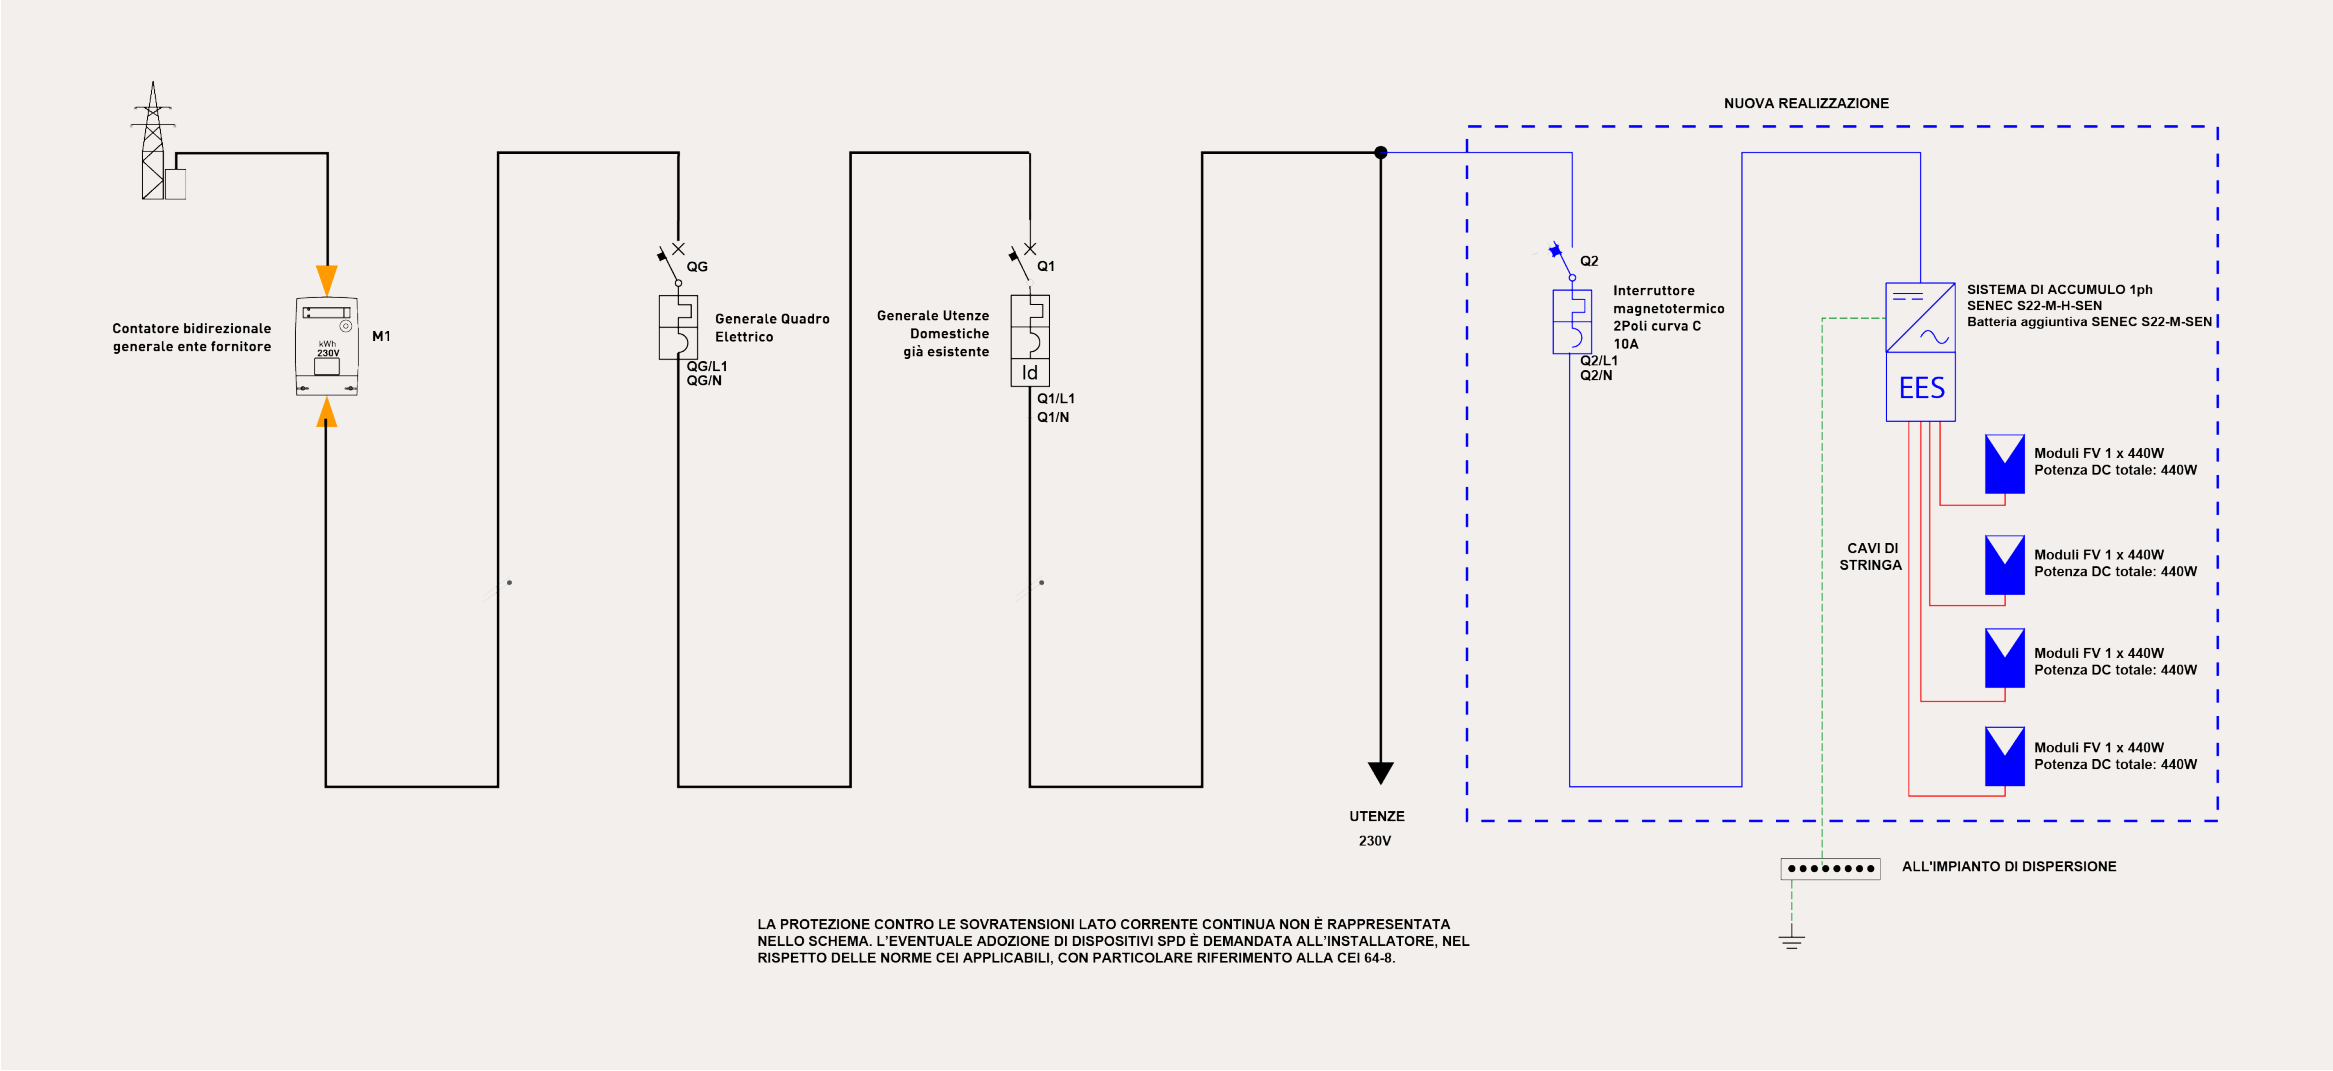 NUOVA REALIZZAZIONE
Contatore bidirezionale
generale ente fornitore
kWh
230V
M1
QG
Generale Quadro
Elettrico
QG/L1
QG/N
Generale Utenze
Domestiche
già esistente
Q1
Id
Q1/L1
Q1/N
UTENZE
230V
Q2
Interruttore
magnetotermico
2Poli curva C
10A
Q2/L1
Q2/N
SISTEMA DI ACCUMULO 1ph
SENEC S22-M-H-SEN
Batteria aggiuntiva SENEC S22-M-SEN
EES
Moduli FV 1 x 440W
Potenza DC totale: 440W
CAVI DI
STRINGA
Moduli FV 1 x 440W
Potenza DC totale: 440W
Moduli FV 1 x 440W
Potenza DC totale: 440W
Moduli FV 1 x 440W
Potenza DC totale: 440W
ALL'IMPIANTO DI DISPERSIONE
LA PROTEZIONE CONTRO LE SOVRATENSIONI LATO CORRENTE CONTINUA NON È RAPPRESENTATA
NELLO SCHEMA. L’EVENTUALE ADOZIONE DI DISPOSITIVI SPD È DEMANDATA ALL’INSTALLATORE, NEL
RISPETTO DELLE NORME CEI APPLICABILI, CON PARTICOLARE RIFERIMENTO ALLA CEI 64-8.